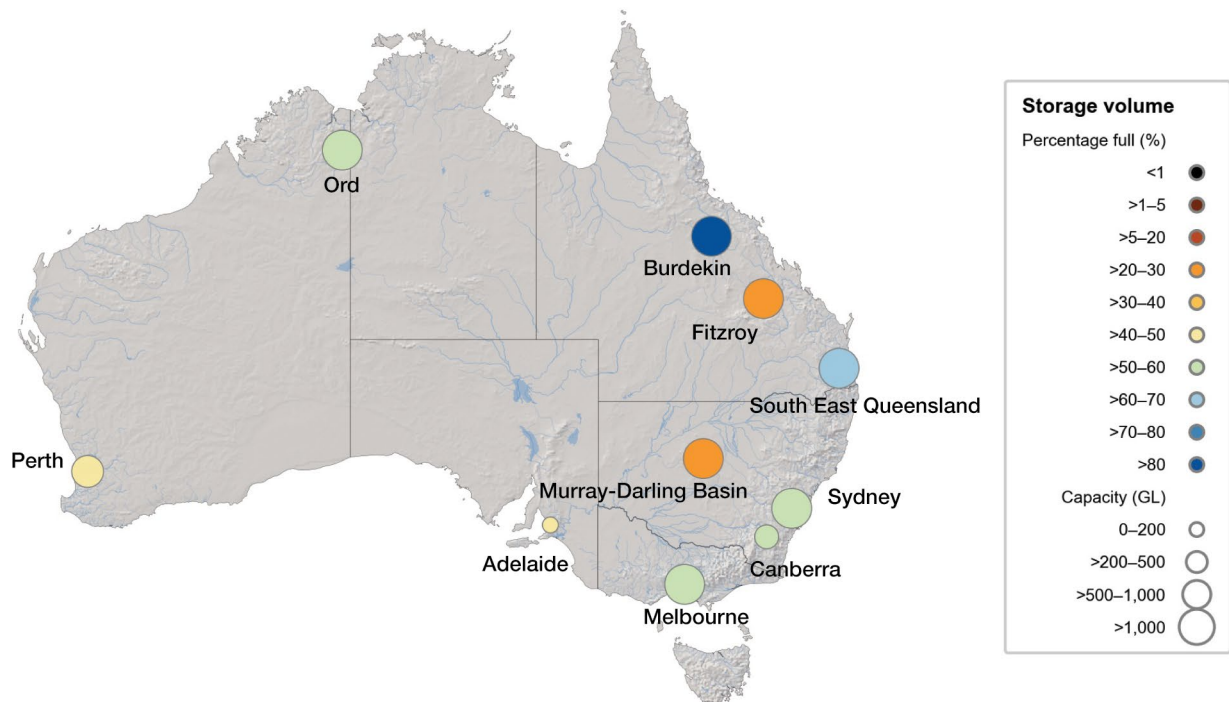 Ord
Burdekin
Fitzroy
South East Queensland
Perth
Murray-Darling Basin
Sydney
Adelaide
Canberra
Melbourne
Storage volume
Percentage full (%)
<1
>1–5
>5–20
>20–30
>30–40
>40–50
>50–60
>60–70
>70–80
>80
Capacity (GL)
0–200
>200–500
>500–1,000
>1,000